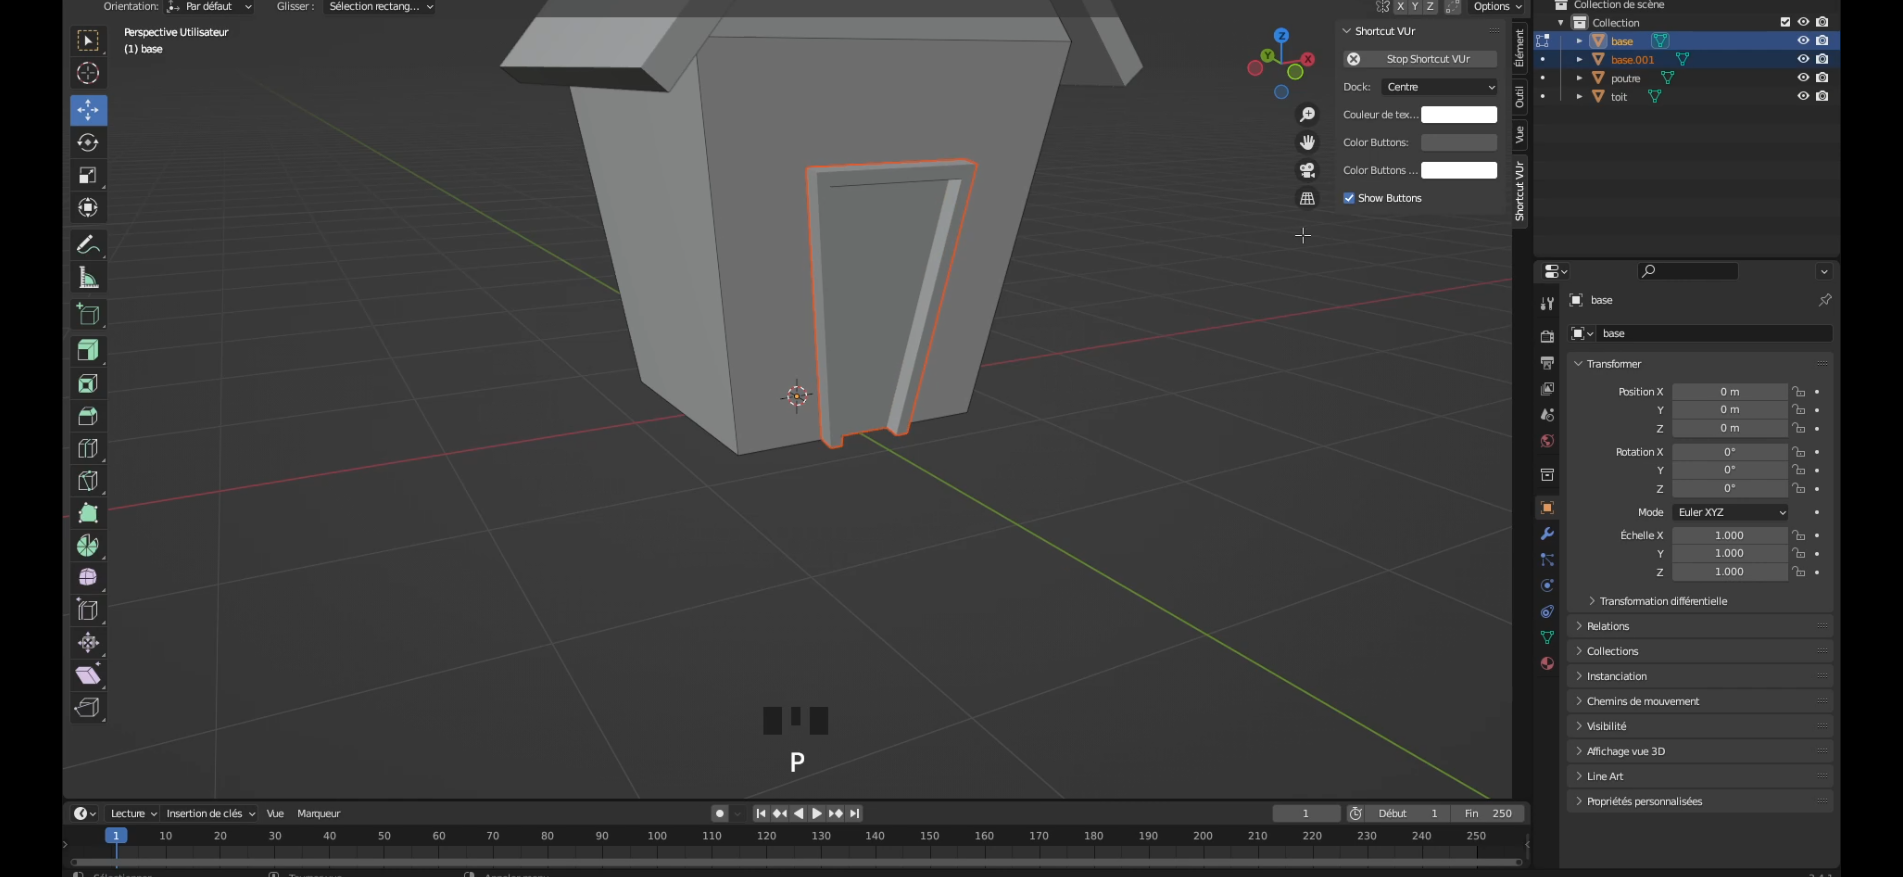 Orientation: Par défaut Glisser : Sélection rectang...
X Y Z Options
Perspective Utilisateur
(1) base
Z
Y
X
Shortcut VUr
Stop Shortcut VUr
Dock: Centre
Couleur de tex...
Color Buttons:
Color Buttons ...
Show Buttons
Élément
Outil
Vue
Shortcut VUr
Collection de scène
Collection
base
base.001
poutre
toit
base
base
Transformer
Position X 0 m
Y 0 m
Z 0 m
Rotation X 0°
Y 0°
Z 0°
Mode Euler XYZ
Échelle X 1.000
Y 1.000
Z 1.000
Transformation différentielle
Relations
Collections
Instanciation
Chemins de mouvement
Visibilité
Affichage vue 3D
Line Art
Propriétés personnalisées
P
Lecture Insertion de clés Vue Marqueur
1 Début 1 Fin 250
1 10 20 30 40 50 60 70 80 90 100 110 120 130 140 150 160 170 180 190 200 210 220 230 240 250